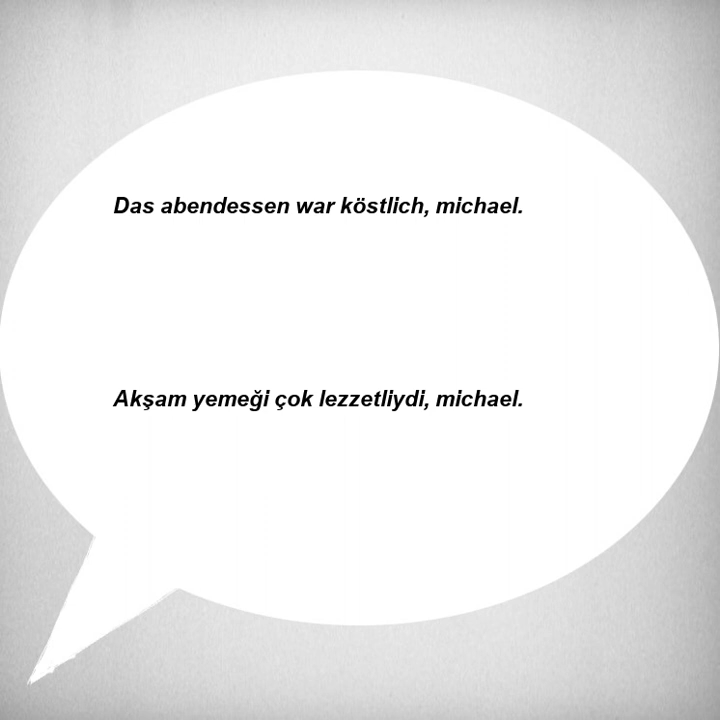 Das abendessen war köstlich, michael.
Akşam yemeği çok lezzetliydi, michael.